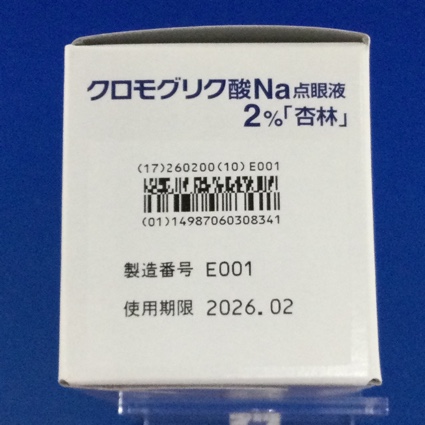 クロモグリク酸Na点眼液
2%「杏林」
(17)260200(10)E001
(01)14987060308341
製造番号 E001
使用期限 2026.02